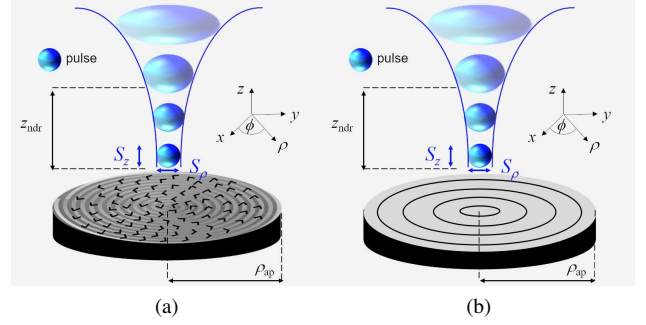 pulse
z
z_ndr
y
x
ϕ
ρ
S_z
S_ρ
ρ_ap
(a)
pulse
z
z_ndr
y
x
ϕ
ρ
S_z
S_ρ
ρ_ap
(b)